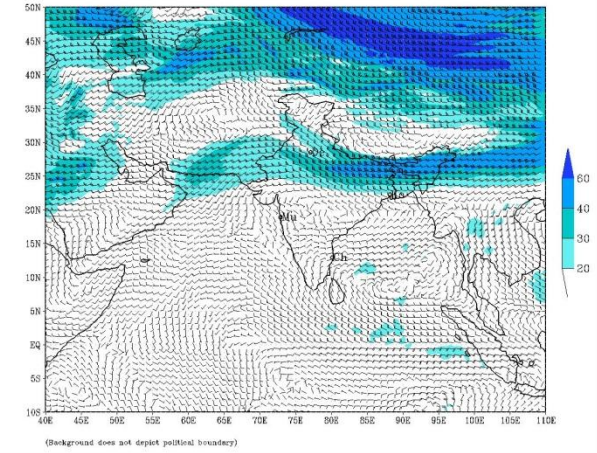 50N
45N
40N
35N
30N
25N
20N
15N
10N
5N
EQ
5S
10S
40E 45E 50E 55E 60E 65E 70E 75E 80E 85E 90E 95E 100E 105E 110E
Mu
Ch
60
40
30
20
(Background does not depict political boundary)